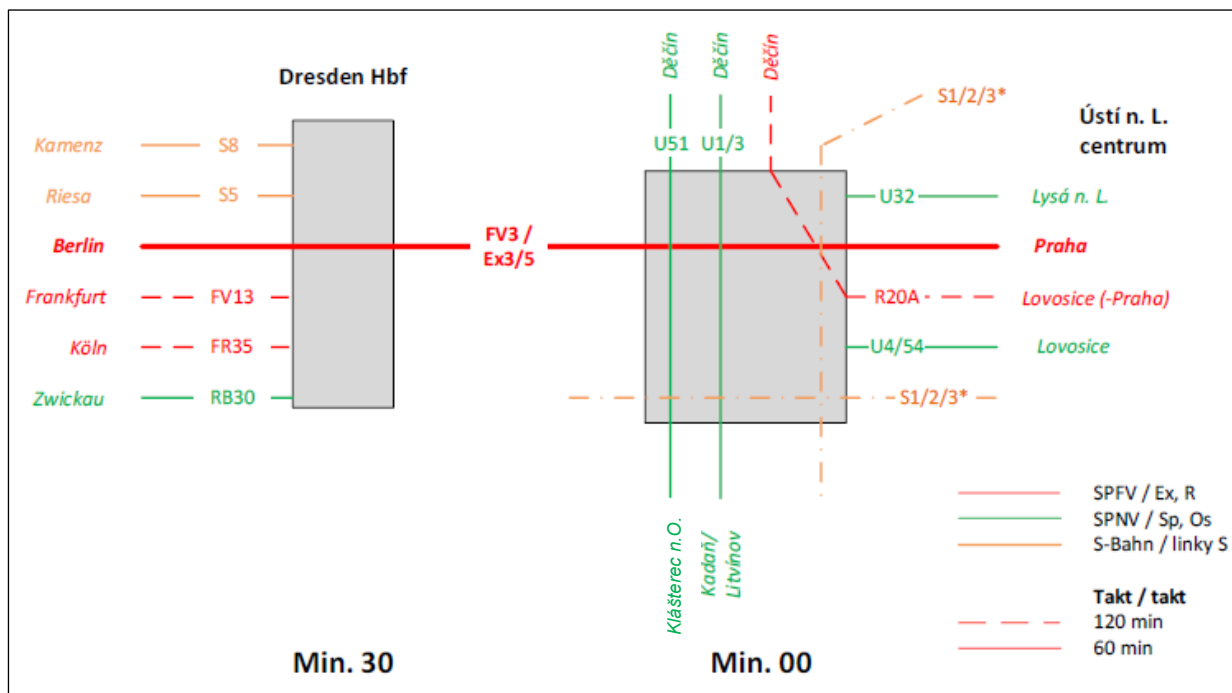 Dresden Hbf
Děčín
Děčín
Děčín
S1/2/3*
Ústí n. L.
centrum
Kamenz
S8
U51
U1/3
Riesa
S5
U32
Lysá n. L.
Berlin
FV3 /
Ex3/5
Praha
Frankfurt
FV13
R20A
Lovosice (-Praha)
Köln
FR35
U4/54
Lovosice
Zwickau
RB30
S1/2/3*
Klášterec n.O.
Kadaň/
Litvínov
SPFV / Ex, R
SPNV / Sp, Os
S-Bahn / linky S
Takt / takt
120 min
60 min
Min. 30
Min. 00